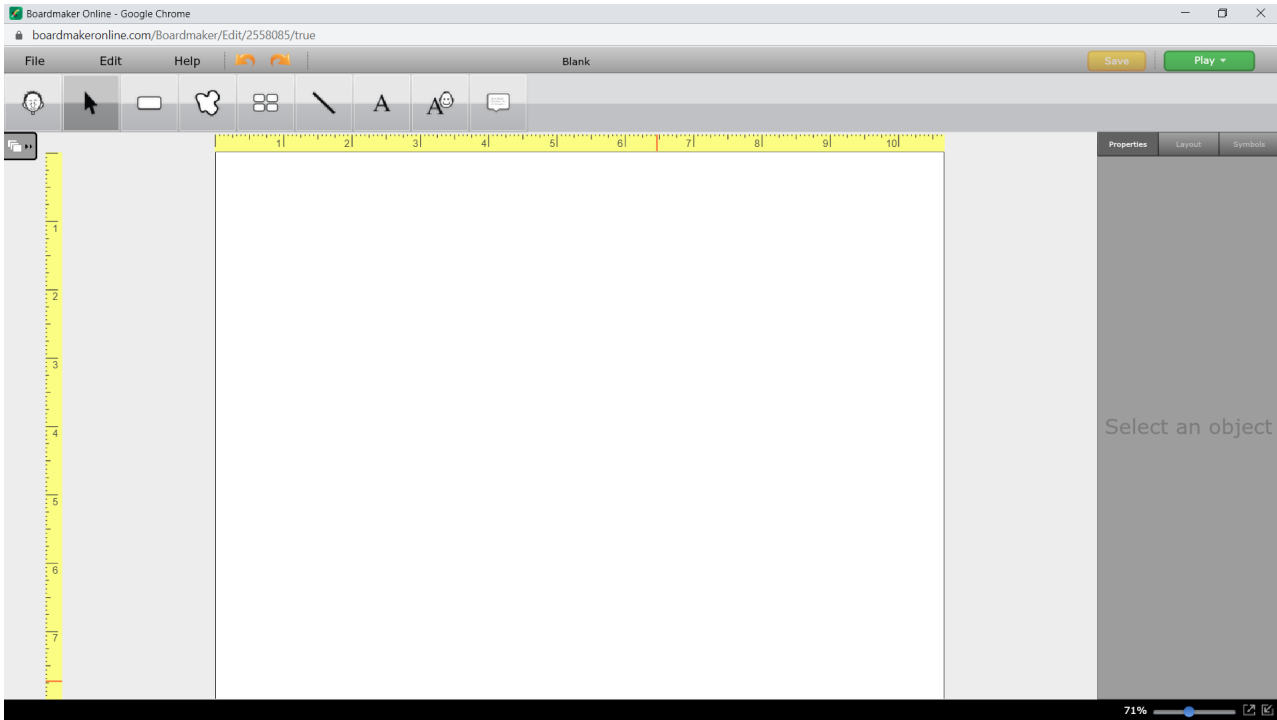 Boardmaker Online - Google Chrome
boardmakeronline.com/Boardmaker/Edit/2558085/true
File Edit Help Blank Save Play
A A
1 2 3 4 5 6 7 8 9 10
Properties Layout Symbols
1
2
3
4
5
6
7
Select an object
71%